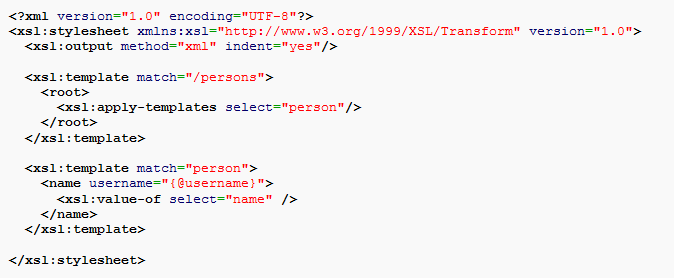 <?xml version="1.0" encoding="UTF-8"?>
<xsl:stylesheet xmlns:xsl="http://www.w3.org/1999/XSL/Transform" version="1.0">
  <xsl:output method="xml" indent="yes"/>

  <xsl:template match="/persons">
    <root>
      <xsl:apply-templates select="person"/>
    </root>
  </xsl:template>

  <xsl:template match="person">
    <name username="{@username}">
      <xsl:value-of select="name" />
    </name>
  </xsl:template>

</xsl:stylesheet>